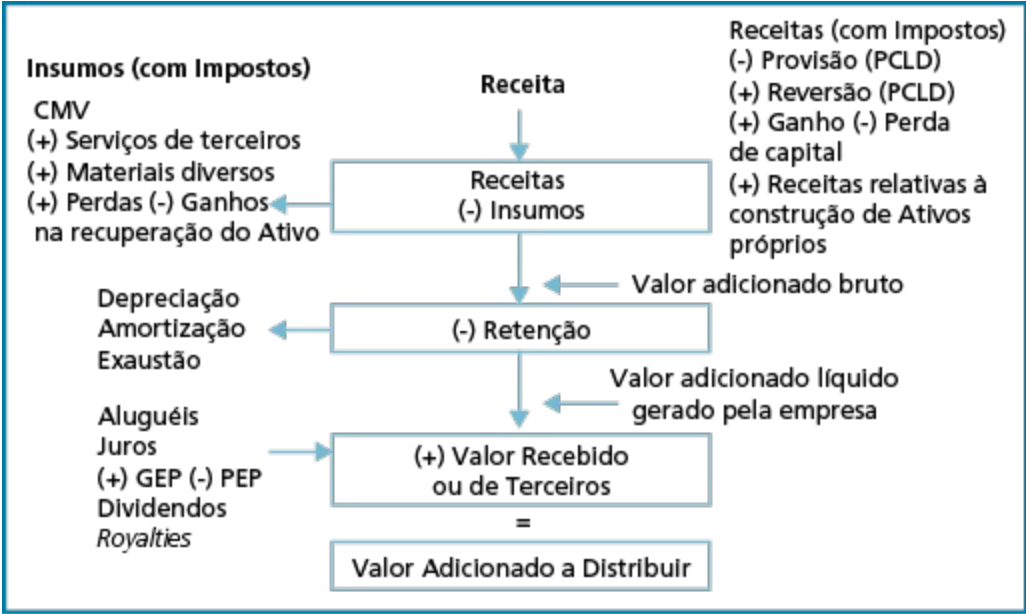 Insumos (com Impostos)
CMV
(+) Serviços de terceiros
(+) Materiais diversos
(+) Perdas (-) Ganhos
na recuperação do Ativo
Receita
Receitas (com Impostos)
(-) Provisão (PCLD)
(+) Reversão (PCLD)
(+) Ganho (-) Perda
de capital
(+) Receitas relativas à
construção de Ativos
próprios
Receitas
(-) Insumos
Valor adicionado bruto
Depreciação
Amortização
Exaustão
(-) Retenção
Valor adicionado líquido
gerado pela empresa
Aluguéis
Juros
(+) GEP (-) PEP
Dividendos
Royalties
(+) Valor Recebido
ou de Terceiros
=
Valor Adicionado a Distribuir